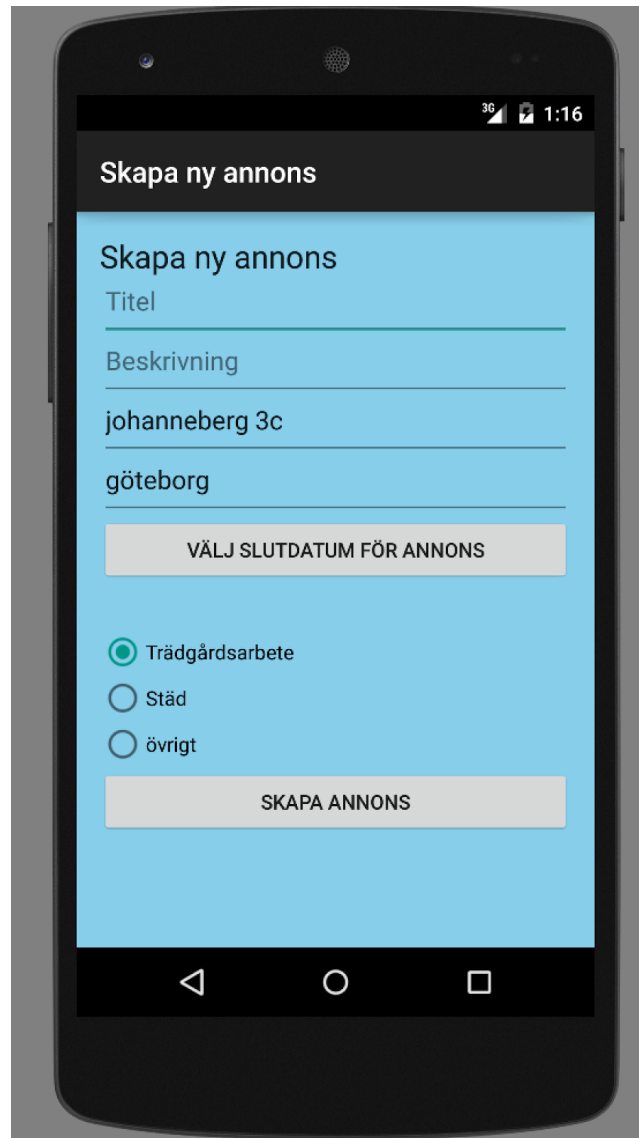 3G 1:16
Skapa ny annons
Skapa ny annons
Titel
Beskrivning
johanneberg 3c
göteborg
VÄLJ SLUTDATUM FÖR ANNONS
Trädgårdsarbete
Städ
övrigt
SKAPA ANNONS